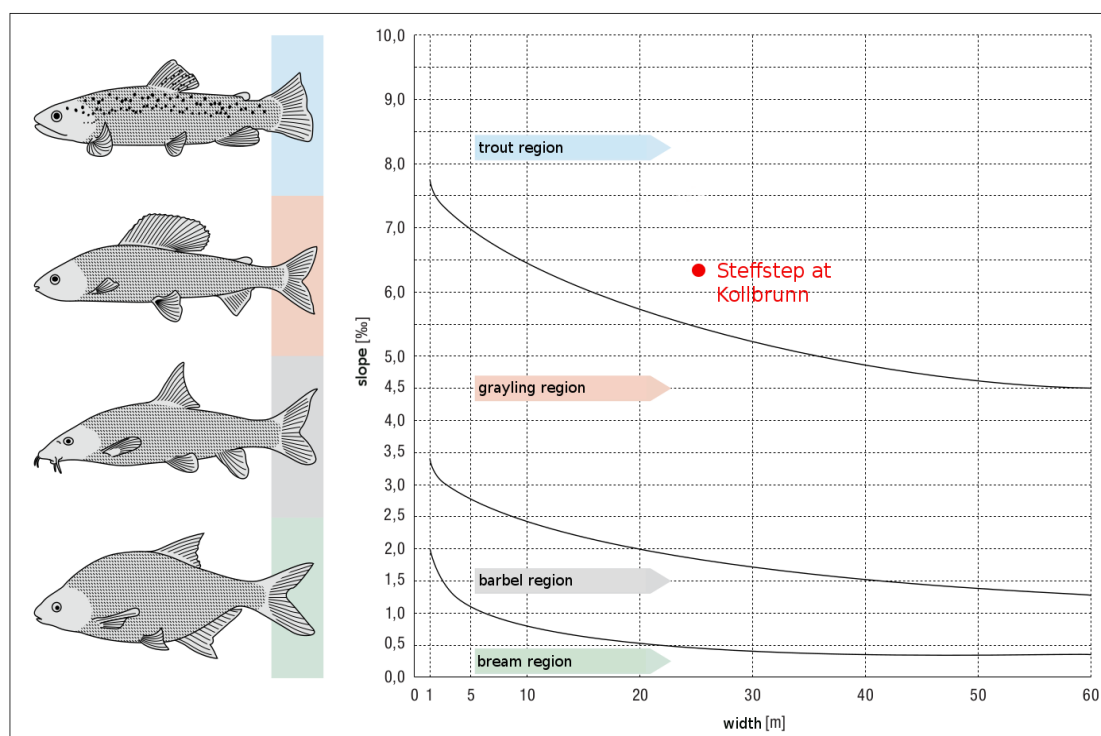 10,0
9,0
trout region
8,0
7,0
Steffstep at
Kollbrunn
6,0
slope [‰]
5,0
4,5
grayling region
4,0
3,5
3,0
2,5
2,0
1,5
barbel region
1,0
0,5
bream region
0,0
0 1 5 10 20 30 40 50 60
width [m]